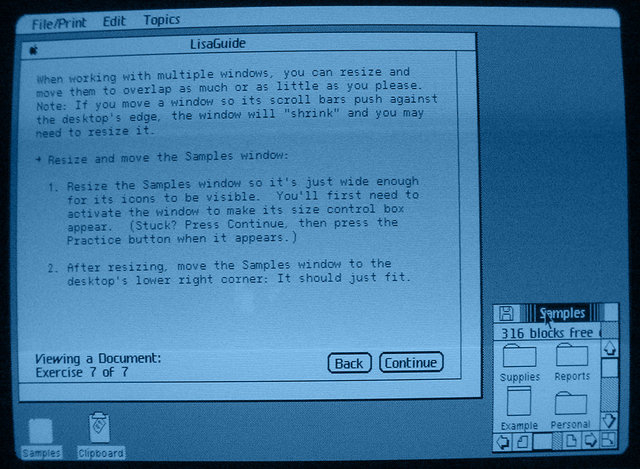 File/Print Edit Topics
LisaGuide
When working with multiple windows, you can resize and
move them to overlap as much or as little as you please.
Note: If you move a window so its scroll bars push against
the desktop's edge, the window will "shrink" and you may
need to resize it.
→ Resize and move the Samples window:
1. Resize the Samples window so it's just wide enough
for its icons to be visible. You'll first need to
activate the window to make its size control box
appear. (Stuck? Press Continue, then press the
Practice button when it appears.)
2. After resizing, move the Samples window to the
desktop's lower right corner: It should just fit.
Viewing a Document:
Exercise 7 of 7
Back Continue
Samples
316 blocks free
Supplies Reports
Example Personal
Samples Clipboard